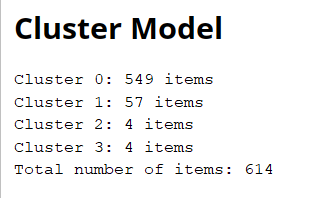 Cluster Model
Cluster 0: 549 items
Cluster 1: 57 items
Cluster 2: 4 items
Cluster 3: 4 items
Total number of items: 614